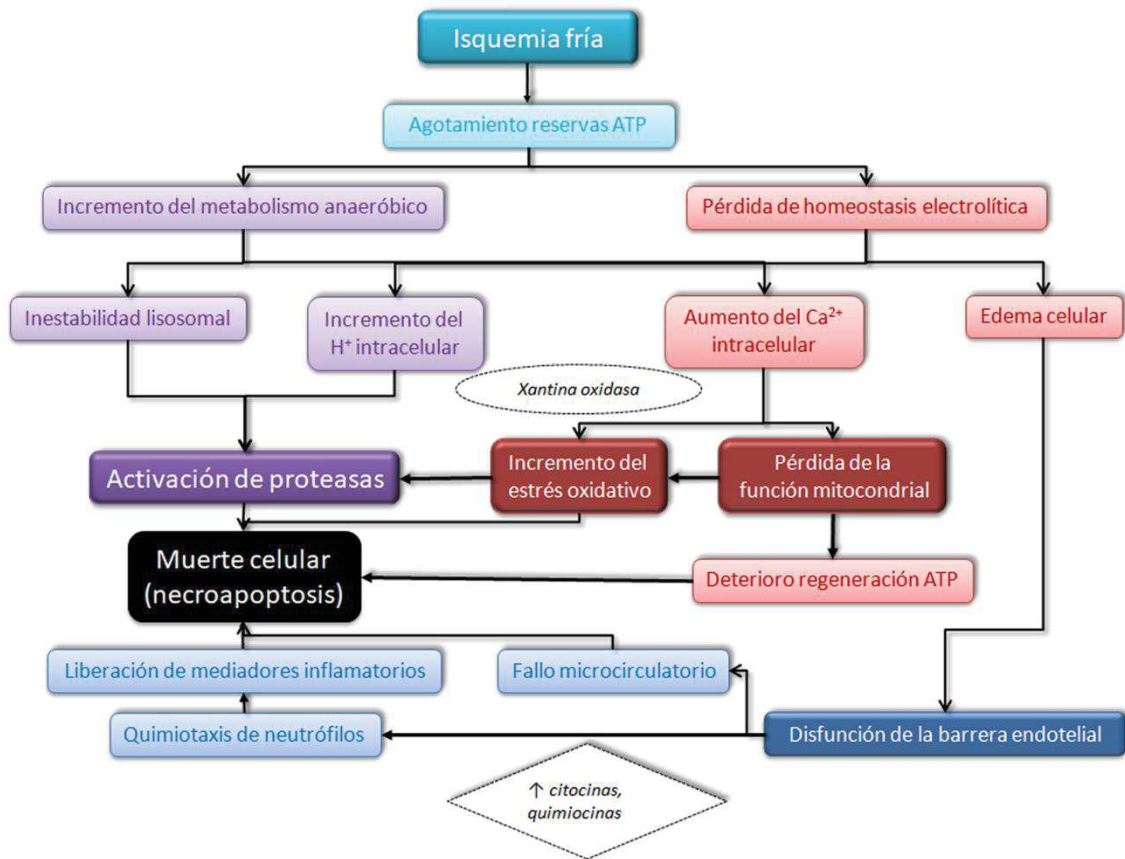 Isquemia fría
Agotamiento reservas ATP
Incremento del metabolismo anaeróbico
Pérdida de homeostasis electrolítica
Inestabilidad lisosomal
Incremento del
H⁺ intracelular
Aumento del Ca²⁺
intracelular
Edema celular
Xantina oxidasa
Activación de proteasas
Incremento del
estrés oxidativo
Pérdida de la
función mitocondrial
Muerte celular
(necroapoptosis)
Deterioro regeneración ATP
Liberación de mediadores inflamatorios
Fallo microcirculatorio
Quimiotaxis de neutrófilos
Disfunción de la barrera endotelial
↑ citocinas,
quimiocinas